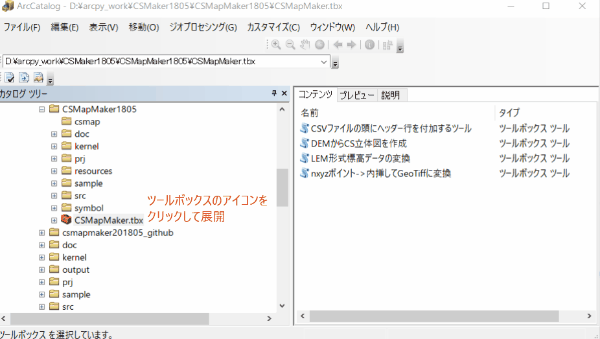 ArcCatalog - D:¥arcpy_work¥CSMaker1805¥CSMapMaker1805¥CSMapMaker.tbx
ファイル(F) 編集(E) 表示(V) 移動(O) ジオプロセシング(G) カスタマイズ(C) ウィンドウ(W) ヘルプ(H)
D:¥arcpy_work¥CSMaker1805¥CSMapMaker1805¥CSMapMaker.tbx
カタログ ツリー
CSMapMaker1805
csmap
doc
kernel
prj
resources
sample
src
symbol
CSMapMaker.tbx
csmapmaker201805_github
doc
kernel
output
prj
sample
src
ツールボックスのアイコンを
クリックして展開
コンテンツ プレビュー 説明
名前 タイプ
CSVファイルの頭にヘッダー行を付加するツール ツールボックス ツール
DEMからCS立体図を作成 ツールボックス ツール
LEM形式標高データの変換 ツールボックス ツール
nxyzポイント->内挿してGeoTiffに変換 ツールボックス ツール
ツールボックス を選択しています。